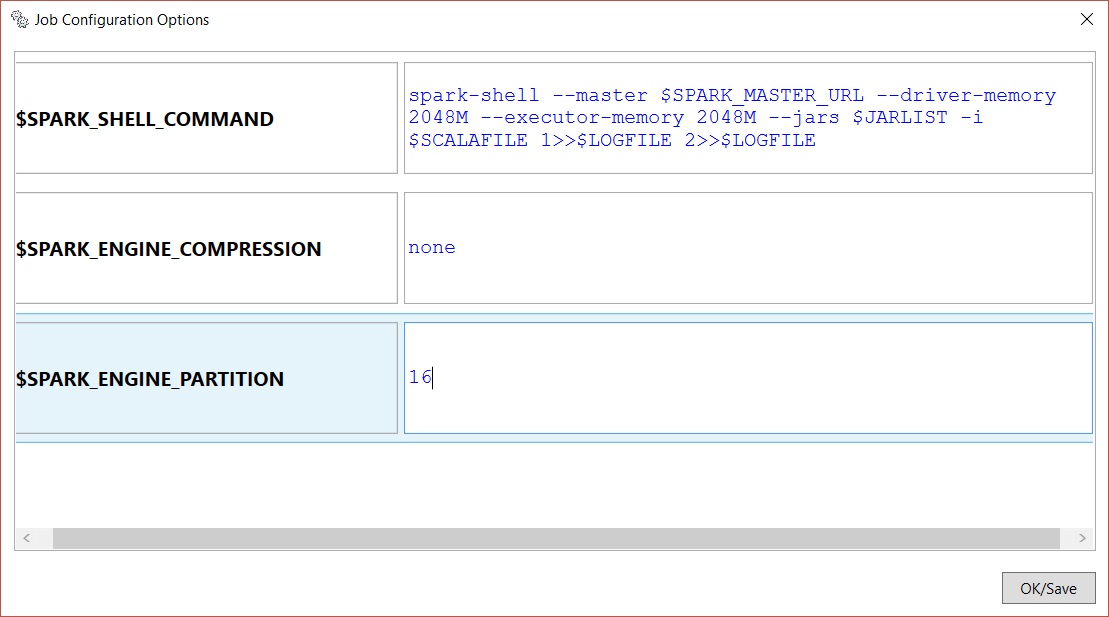 Job Configuration Options
$SPARK_SHELL_COMMAND
spark-shell --master $SPARK_MASTER_URL --driver-memory
2048M --executor-memory 2048M --jars $JARLIST -i
$SCALAFILE 1>>$LOGFILE 2>>$LOGFILE
$SPARK_ENGINE_COMPRESSION
none
$SPARK_ENGINE_PARTITION
16
OK/Save